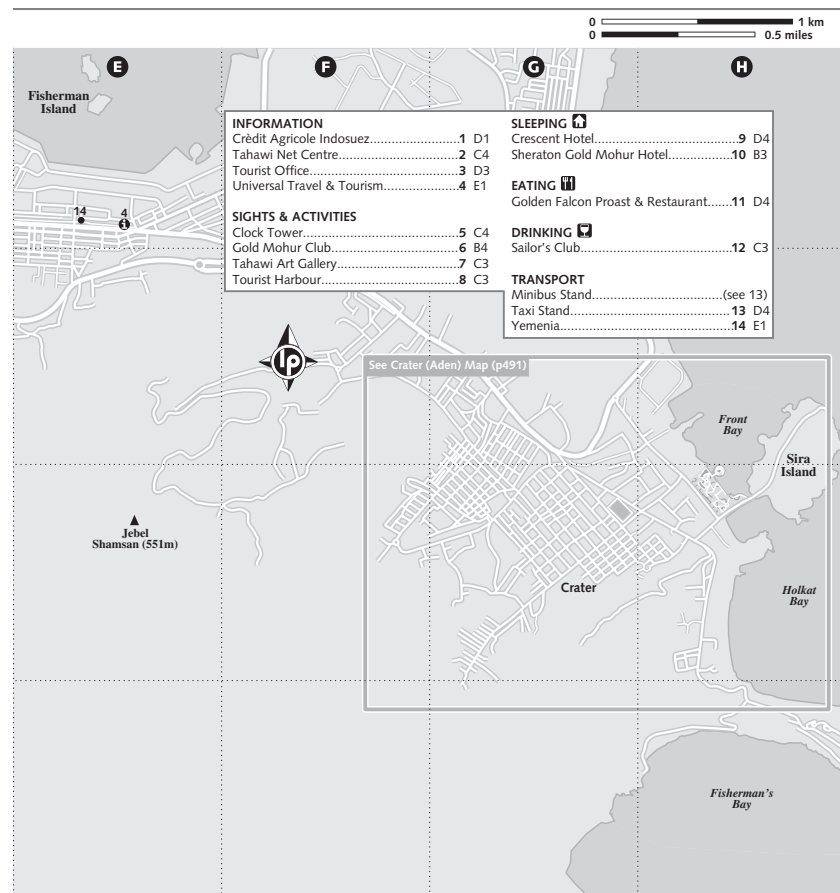 0 1 km
0 0.5 miles
E F G H
Fisherman
Island
INFORMATION
Crèdit Agricole Indosuez...........................1 D1
Tahawi Net Centre...................................2 C4
Tourist Office..........................................3 D3
Universal Travel & Tourism......................4 E1
SIGHTS & ACTIVITIES
Clock Tower............................................5 C4
Gold Mohur Club.....................................6 B4
Tahawi Art Gallery...................................7 C3
Tourist Harbour.......................................8 C3
SLEEPING
Crescent Hotel.........................................9 D4
Sheraton Gold Mohur Hotel...................10 B3
EATING
Golden Falcon Proast & Restaurant......11 D4
DRINKING
Sailor's Club..........................................12 C3
TRANSPORT
Minibus Stand...............................(see 13)
Taxi Stand.............................................13 D4
Yemenia................................................14 E1
14 4
lp
See Crater (Aden) Map (p491)
Front
Bay
Sira
Island
Jebel
Shamsan (551m)
Crater
Holkat
Bay
Fisherman's
Bay